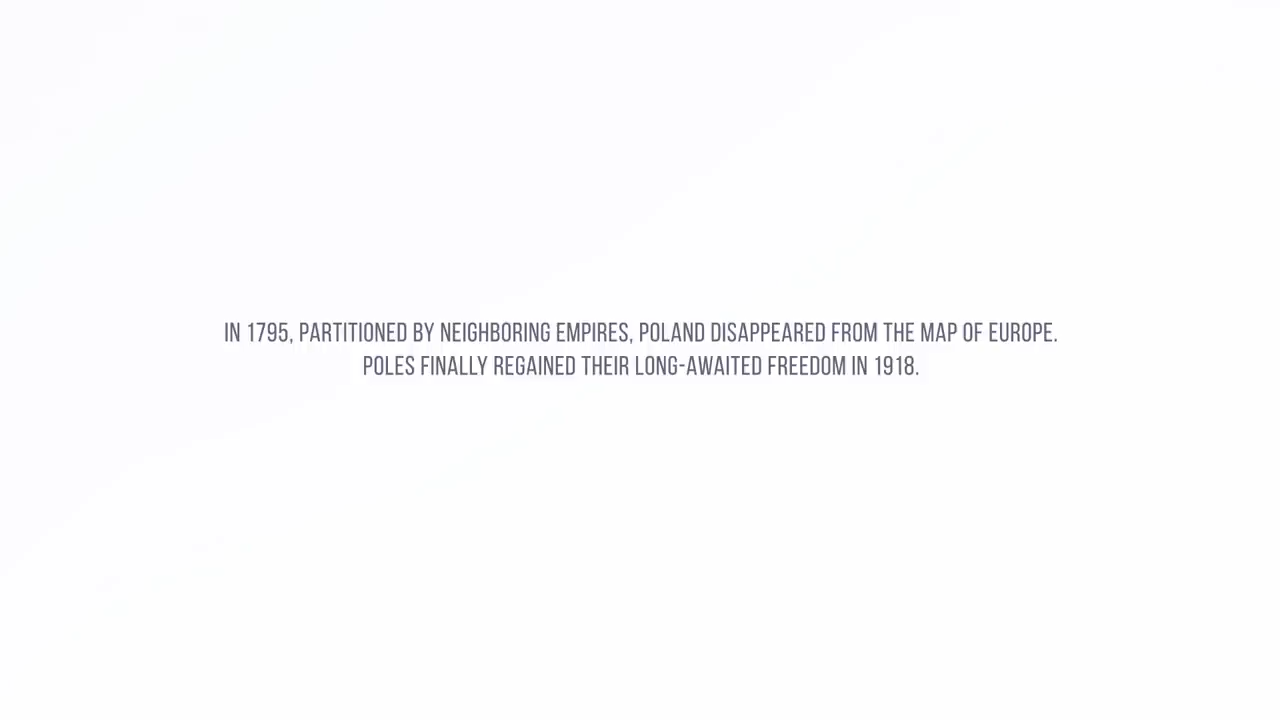 IN 1795, PARTITIONED BY NEIGHBORING EMPIRES, POLAND DISAPPEARED FROM THE MAP OF EUROPE.
POLES FINALLY REGAINED THEIR LONG-AWAITED FREEDOM IN 1918.